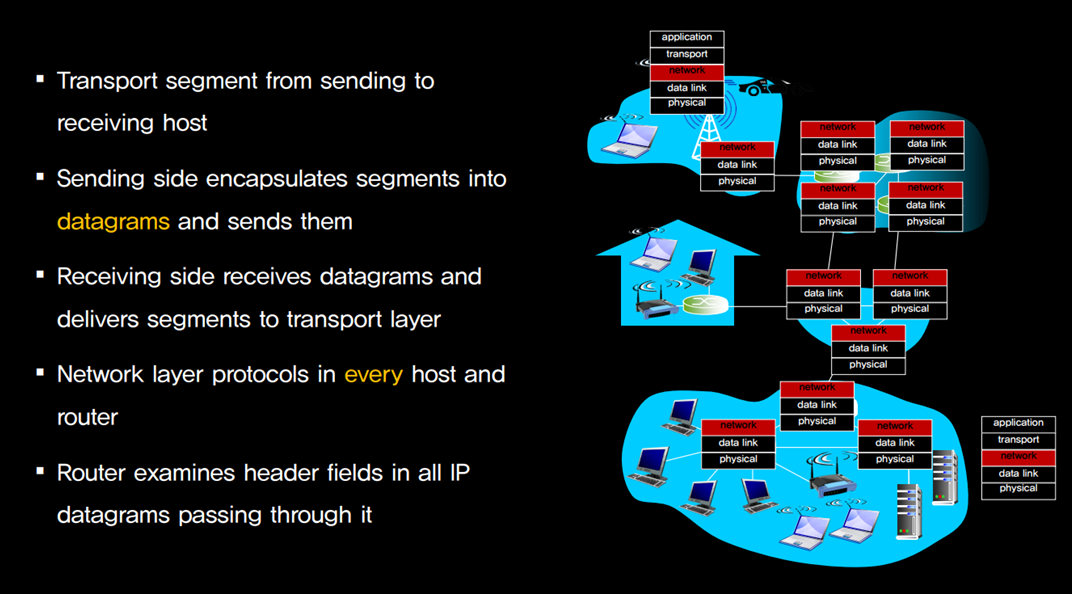 ▪ Transport segment from sending to
receiving host
▪ Sending side encapsulates segments into
datagrams and sends them
▪ Receiving side receives datagrams and
delivers segments to transport layer
▪ Network layer protocols in every host and
router
▪ Router examines header fields in all IP
datagrams passing through it
application
transport
network
data link
physical
network
data link
physical
network
data link
physical
network
data link
physical
network
data link
physical
network
data link
physical
network
data link
physical
network
data link
physical
network
data link
physical
network
data link
physical
network
data link
physical
network
data link
physical
application
transport
network
data link
physical